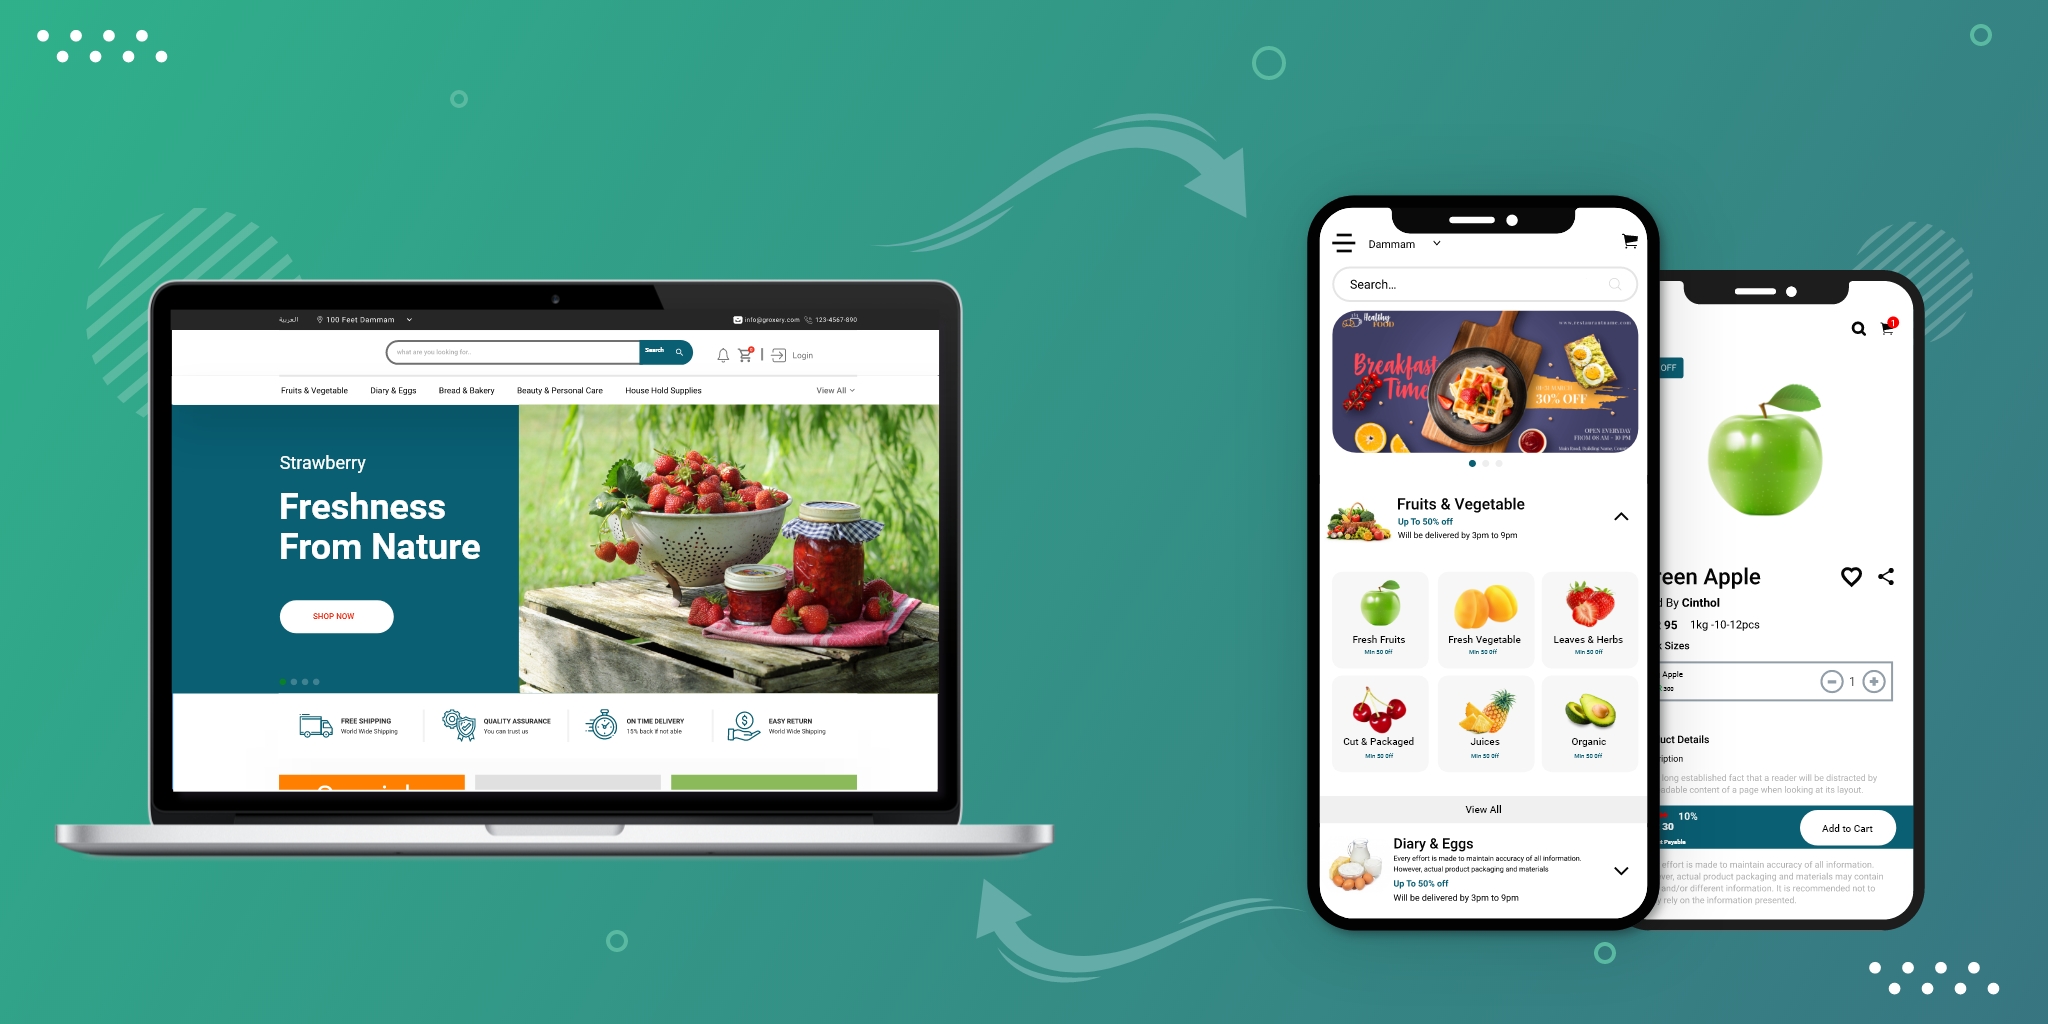 العربية
100 Feet Dammam
info@groxery.com
123-4567-890
what are you looking for..
Search
Login
Fruits & Vegetable
Diary & Eggs
Bread & Bakery
Beauty & Personal Care
House Hold Supplies
View All
Strawberry
Freshness
From Nature
SHOP NOW
FREE SHIPPING
World Wide Shipping
QUALITY ASSURANCE
You can trust us
ON TIME DELIVERY
15% back if not able
EASY RETURN
World Wide Shipping
Dammam
Search...
Healthy
FOOD
www.restaurantname.com
Breakfast
Time
30% OFF
OPEN EVERYDAY
FROM 08 AM - 10 PM
Fruits & Vegetable
Up To 50% off
Will be delivered by 3pm to 9pm
Fresh Fruits
Min 50 Off
Fresh Vegetable
Min 50 Off
Leaves & Herbs
Min 50 Off
Cut & Packaged
Min 50 Off
Juices
Min 50 Off
Organic
Min 50 Off
View All
Diary & Eggs
Every effort is made to maintain accuracy of all information.
However, actual product packaging and materials
Up To 50% off
Will be delivered by 3pm to 9pm
1
OFF
reen Apple
d By Cinthol
95 1kg -10-12pcs
k Sizes
Apple
300
1
uct Details
ription
long established fact that a reader will be distracted by
adable content of a page when looking at its layout.
10%
30
t Payable
Add to Cart
effort is made to maintain accuracy of all information.
ver, actual product packaging and materials may contain
and/or different information. It is recommended not to
y rely on the information presented.